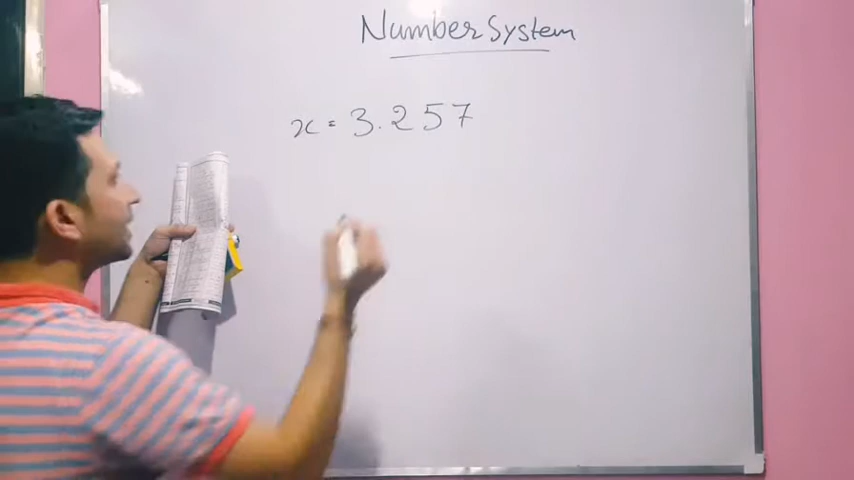 Number System
x = 3.257